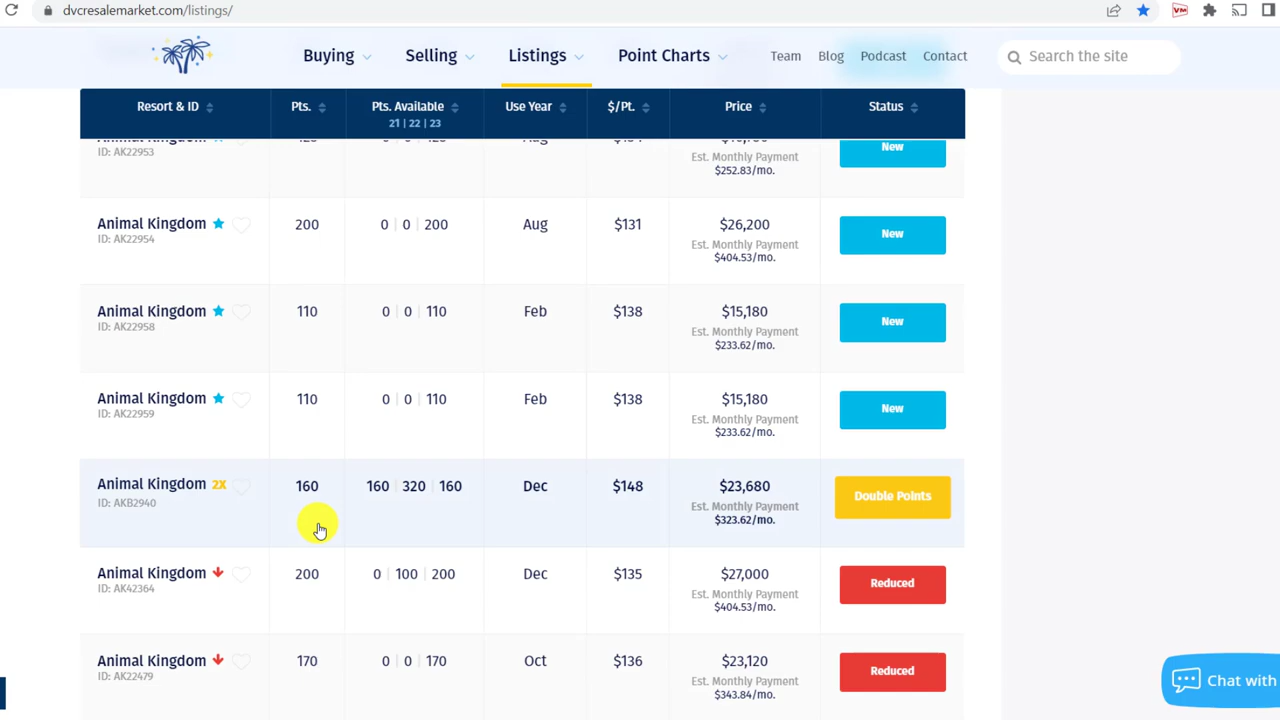 dvcresalemarket.com/listings/
Buying Selling Listings Point Charts Team Blog Podcast Contact Search the site
Resort & ID Pts. Pts. Available Use Year $/Pt. Price Status
21 | 22 | 23
ID: AK22953 Est. Monthly Payment New
$252.83/mo.
Animal Kingdom 200 0 | 0 | 200 Aug $131 $26,200 New
ID: AK22954 Est. Monthly Payment
$404.53/mo.
Animal Kingdom 110 0 | 0 | 110 Feb $138 $15,180 New
ID: AK22958 Est. Monthly Payment
$233.62/mo.
Animal Kingdom 110 0 | 0 | 110 Feb $138 $15,180 New
ID: AK22959 Est. Monthly Payment
$233.62/mo.
Animal Kingdom 2X 160 160 | 320 | 160 Dec $148 $23,680 Double Points
ID: AKB2940 Est. Monthly Payment
$323.62/mo.
Animal Kingdom 200 0 | 100 | 200 Dec $135 $27,000 Reduced
ID: AK42364 Est. Monthly Payment
$404.53/mo.
Animal Kingdom 170 0 | 0 | 170 Oct $136 $23,120 Reduced
ID: AK22479 Est. Monthly Payment
$343.84/mo.
Chat with